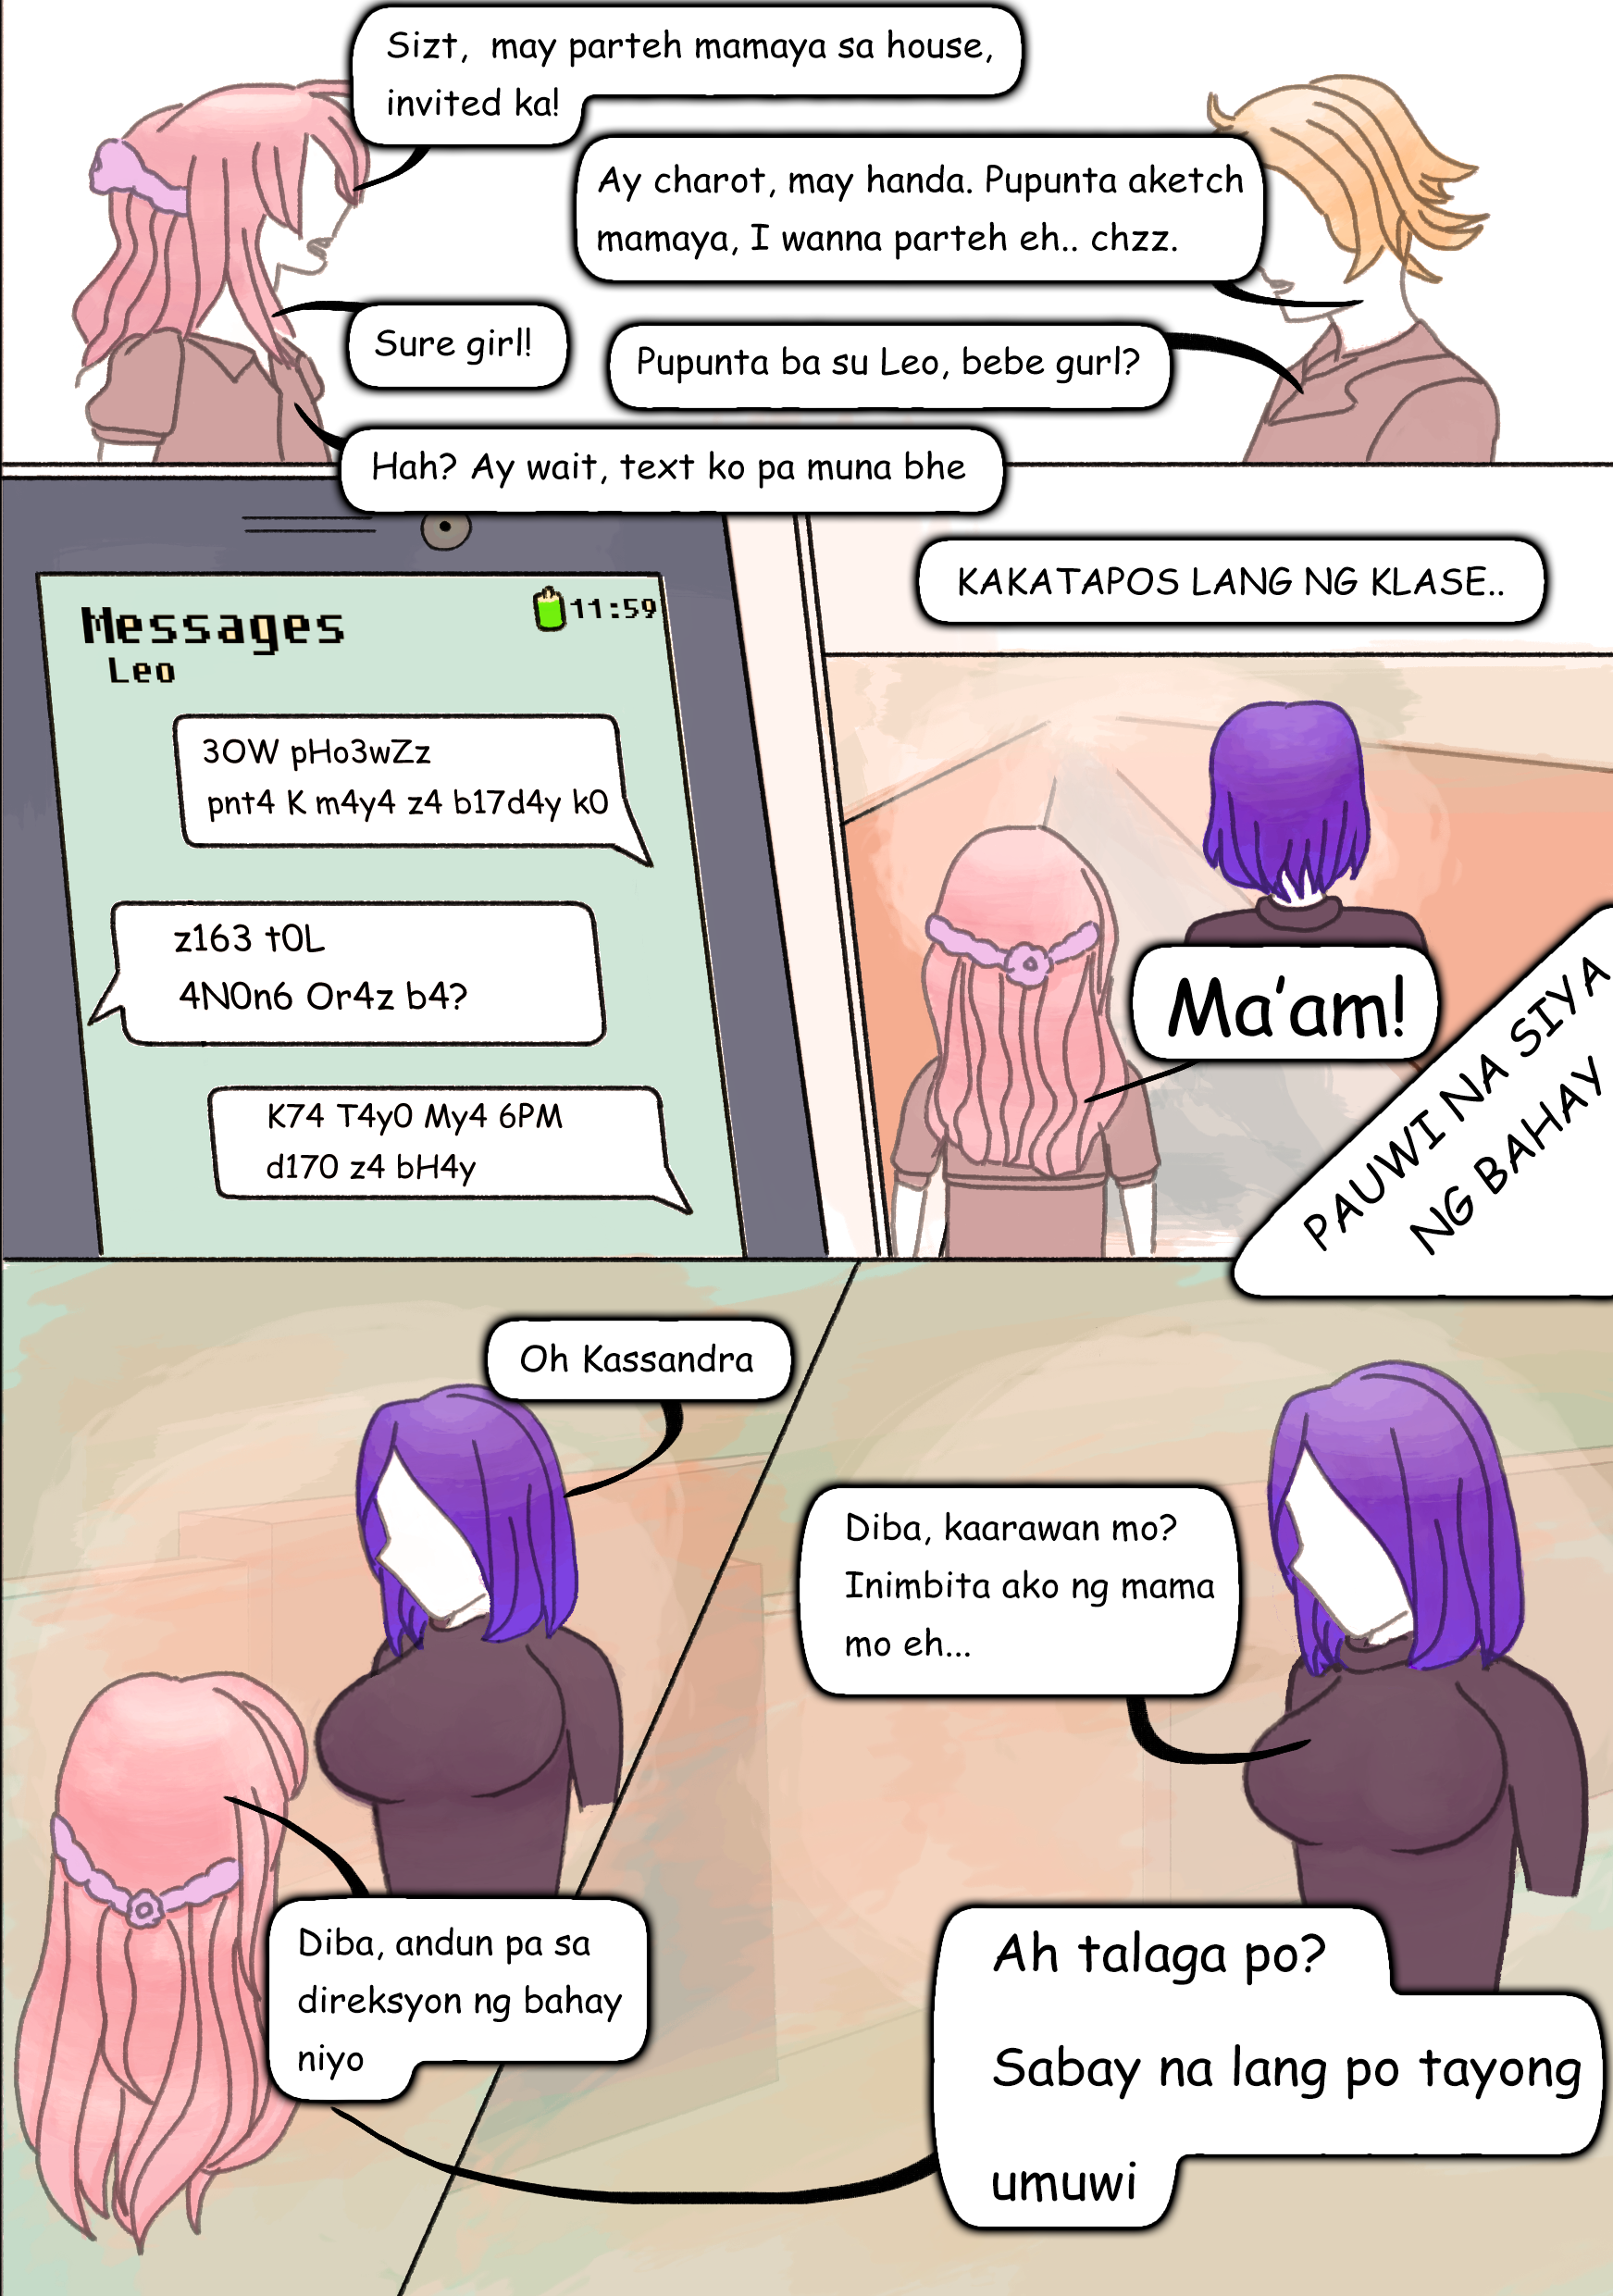 Sizt, may parteh mamaya sa house,
invited ka!
Ay charot, may handa. Pupunta aketch
mamaya, I wanna parteh eh.. chzz.
Sure girl!
Pupunta ba su Leo, bebe gurl?
Hah? Ay wait, text ko pa muna bhe
Messages
11:59
Leo
3OW pHo3wZz
pnt4 K m4y4 z4 b17d4y k0
z163 t0L
4N0n6 Or4z b4?
K74 T4y0 My4 6PM
d170 z4 bH4y
KAKATAPOS LANG NG KLASE..
Ma'am!
PAUWI NA SIYA
NG BAHAY
Oh Kassandra
Diba, andun pa sa
direksyon ng bahay
niyo
Diba, kaarawan mo?
Inimbita ako ng mama
mo eh...
Ah talaga po?
Sabay na lang po tayong
umuwi